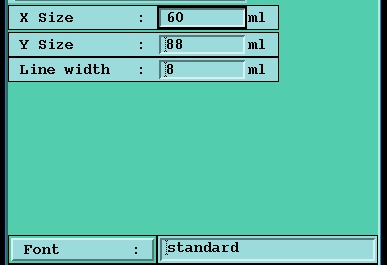 X Size : 60 ml
Y Size : 88 ml
Line width : 8 ml
Font : standard